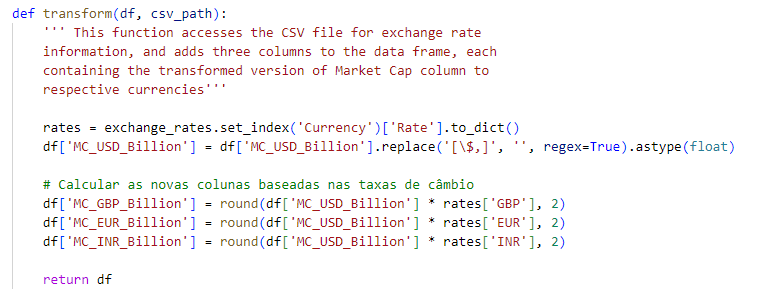 def transform(df, csv_path):
    ''' This function accesses the CSV file for exchange rate
    information, and adds three columns to the data frame, each
    containing the transformed version of Market Cap column to
    respective currencies'''

    rates = exchange_rates.set_index('Currency')['Rate'].to_dict()
    df['MC_USD_Billion'] = df['MC_USD_Billion'].replace('[\$,]', '', regex=True).astype(float)

    # Calcular as novas colunas baseadas nas taxas de câmbio
    df['MC_GBP_Billion'] = round(df['MC_USD_Billion'] * rates['GBP'], 2)
    df['MC_EUR_Billion'] = round(df['MC_USD_Billion'] * rates['EUR'], 2)
    df['MC_INR_Billion'] = round(df['MC_USD_Billion'] * rates['INR'], 2)

    return df